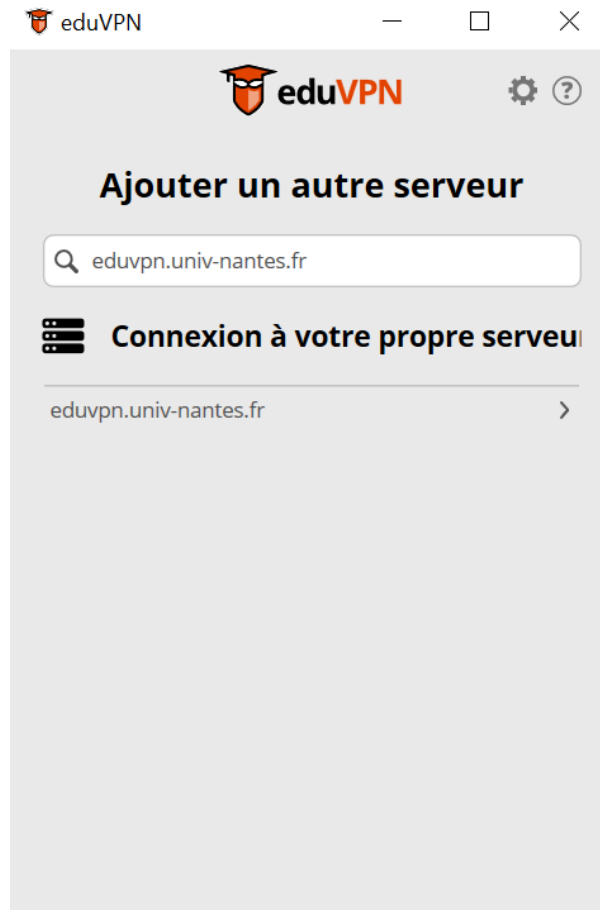 eduVPN
eduVPN
Ajouter un autre serveur
eduvpn.univ-nantes.fr
Connexion à votre propre serveu
eduvpn.univ-nantes.fr